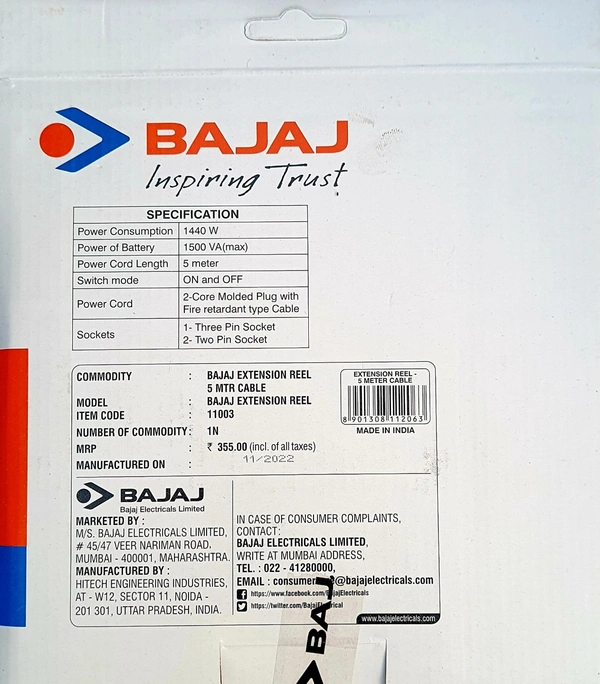 BAJAJ
Inspiring Trust
SPECIFICATION
Power Consumption 1440 W
Power of Battery 1500 VA(max)
Power Cord Length 5 meter
Switch mode ON and OFF
Power Cord 2-Core Molded Plug with
Fire retardant type Cable
Sockets 1- Three Pin Socket
2- Two Pin Socket
COMMODITY : BAJAJ EXTENSION REEL
5 MTR CABLE
MODEL : BAJAJ EXTENSION REEL
ITEM CODE : 11003
NUMBER OF COMMODITY : 1N
MRP : ₹ 355.00 (incl. of all taxes)
MANUFACTURED ON : 11/2022
EXTENSION REEL -
5 METER CABLE
8 901308 112063
MADE IN INDIA
BAJAJ
Bajaj Electricals Limited
MARKETED BY :
M/S. BAJAJ ELECTRICALS LIMITED,
# 45/47 VEER NARIMAN ROAD,
MUMBAI - 400001, MAHARASHTRA.
MANUFACTURED BY :
HITECH ENGINEERING INDUSTRIES,
AT - W12, SECTOR 11, NOIDA -
201 301, UTTAR PRADESH, INDIA.
IN CASE OF CONSUMER COMPLAINTS,
CONTACT:
BAJAJ ELECTRICALS LIMITED,
WRITE AT MUMBAI ADDRESS,
TEL. : 022 - 41280000,
EMAIL : @bajajelectricals.com
https://www.facebook.com/BajajElectricals
https://twitter.com/BajajElectrical
www.bajajelectricals.com
BAJ